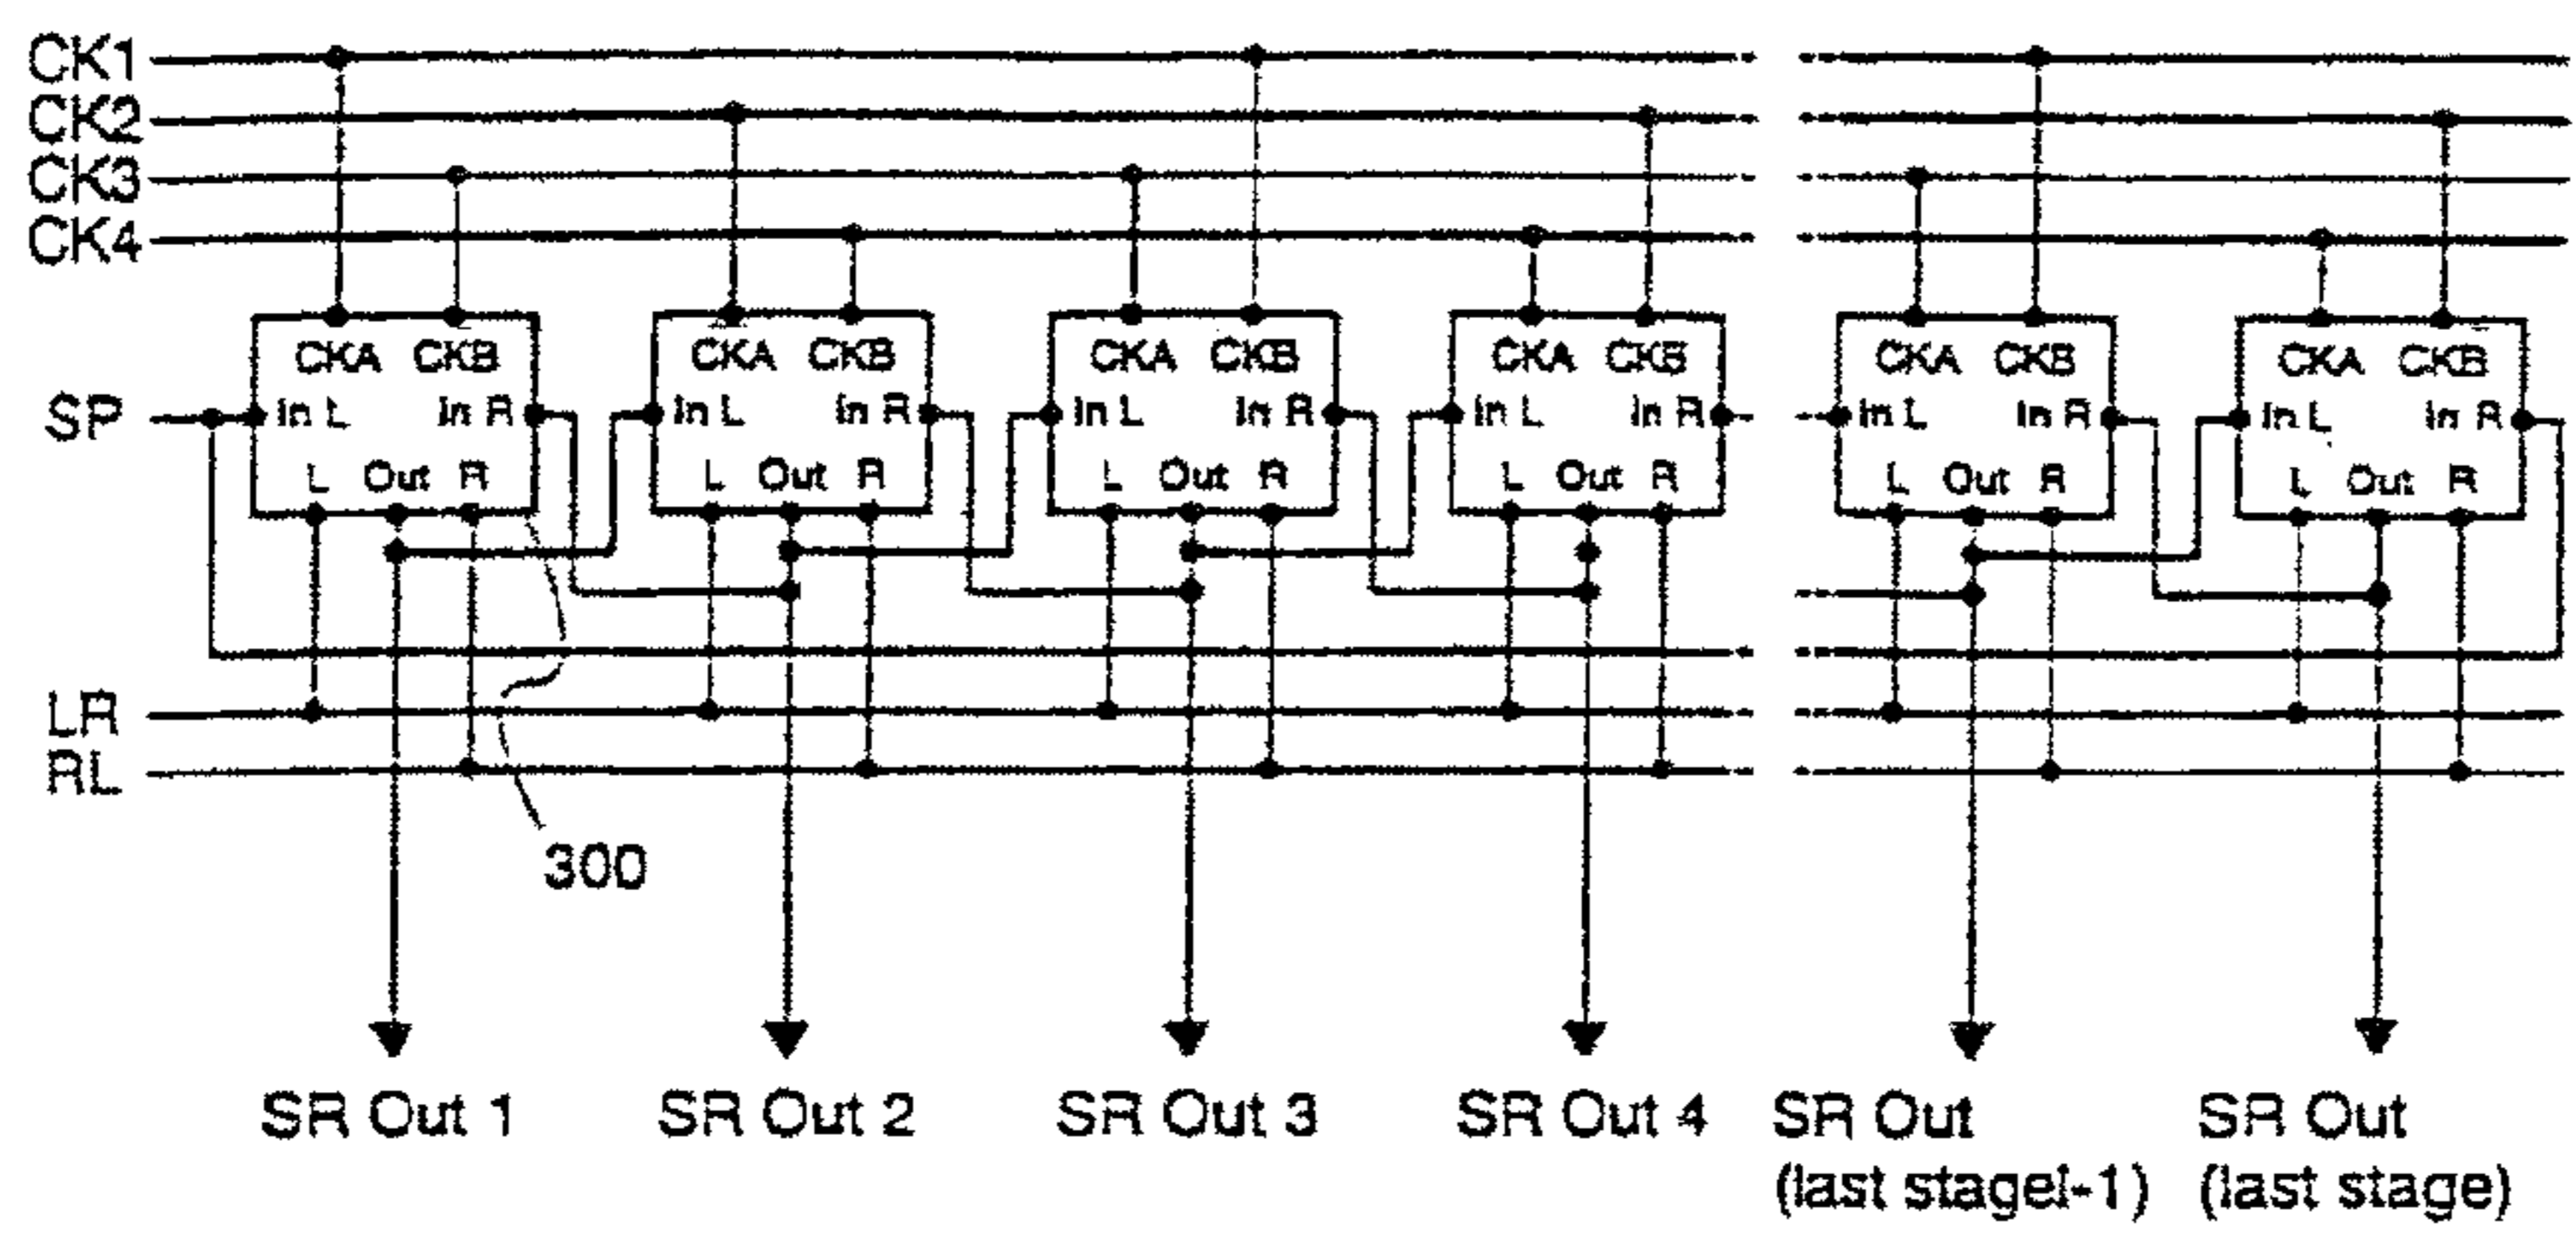 CK1
CK2
CK3
CK4
CKA CKB CKA CKB CKA CKB CKA CKB CKA CKB CKA CKB
SP In L In R In L In R In L In R In L In R In L In R In L In R
L Out R L Out R L Out R L Out R L Out R L Out R
LR
RL
300
SR Out 1 SR Out 2 SR Out 3 SR Out 4 SR Out SR Out
(last stagel-1) (last stage)